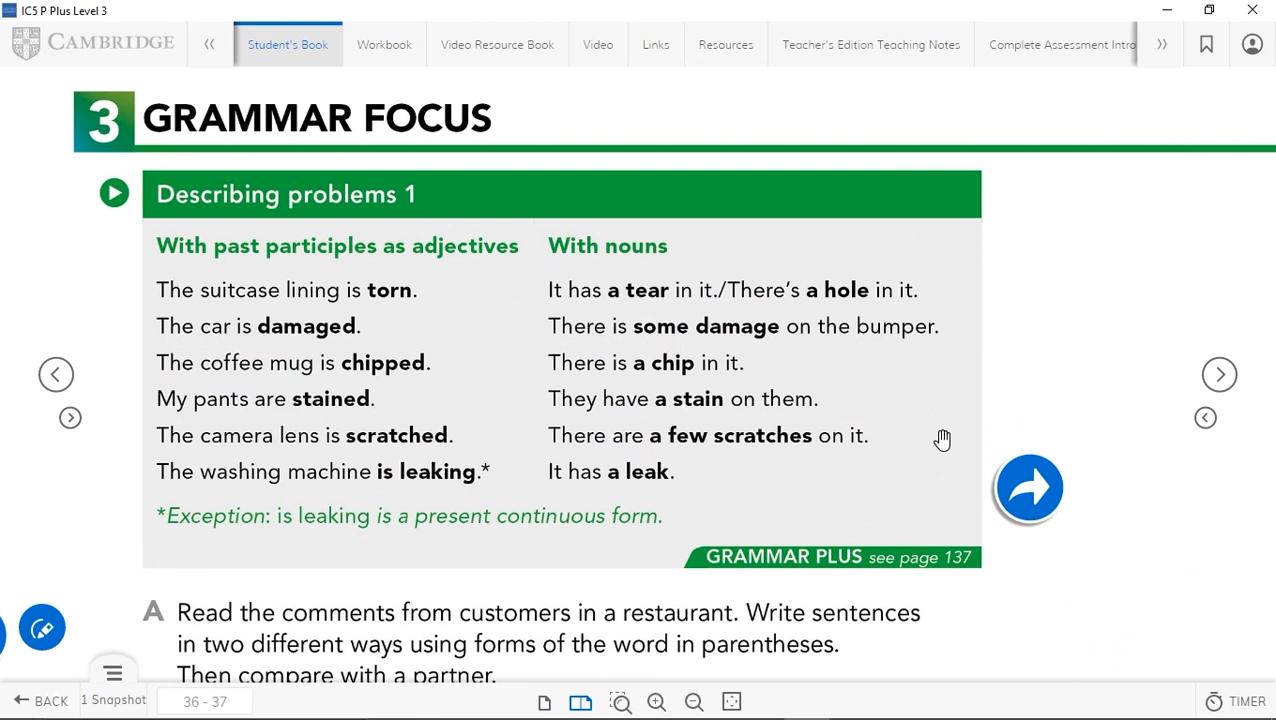 IC5 P Plus Level 3
CAMBRIDGE
Student's Book
Workbook
Video Resource Book
Video
Links
Resources
Teacher's Edition Teaching Notes
Complete Assessment Intro
3 GRAMMAR FOCUS
Describing problems 1
With past participles as adjectives
The suitcase lining is torn.
The car is damaged.
The coffee mug is chipped.
My pants are stained.
The camera lens is scratched.
The washing machine is leaking.*
With nouns
It has a tear in it./There's a hole in it.
There is some damage on the bumper.
There is a chip in it.
They have a stain on them.
There are a few scratches on it.
It has a leak.
*Exception: is leaking is a present continuous form.
GRAMMAR PLUS see page 137
A Read the comments from customers in a restaurant. Write sentences
in two different ways using forms of the word in parentheses.
Then compare with a partner.
BACK
1 Snapshot
36 - 37
TIMER